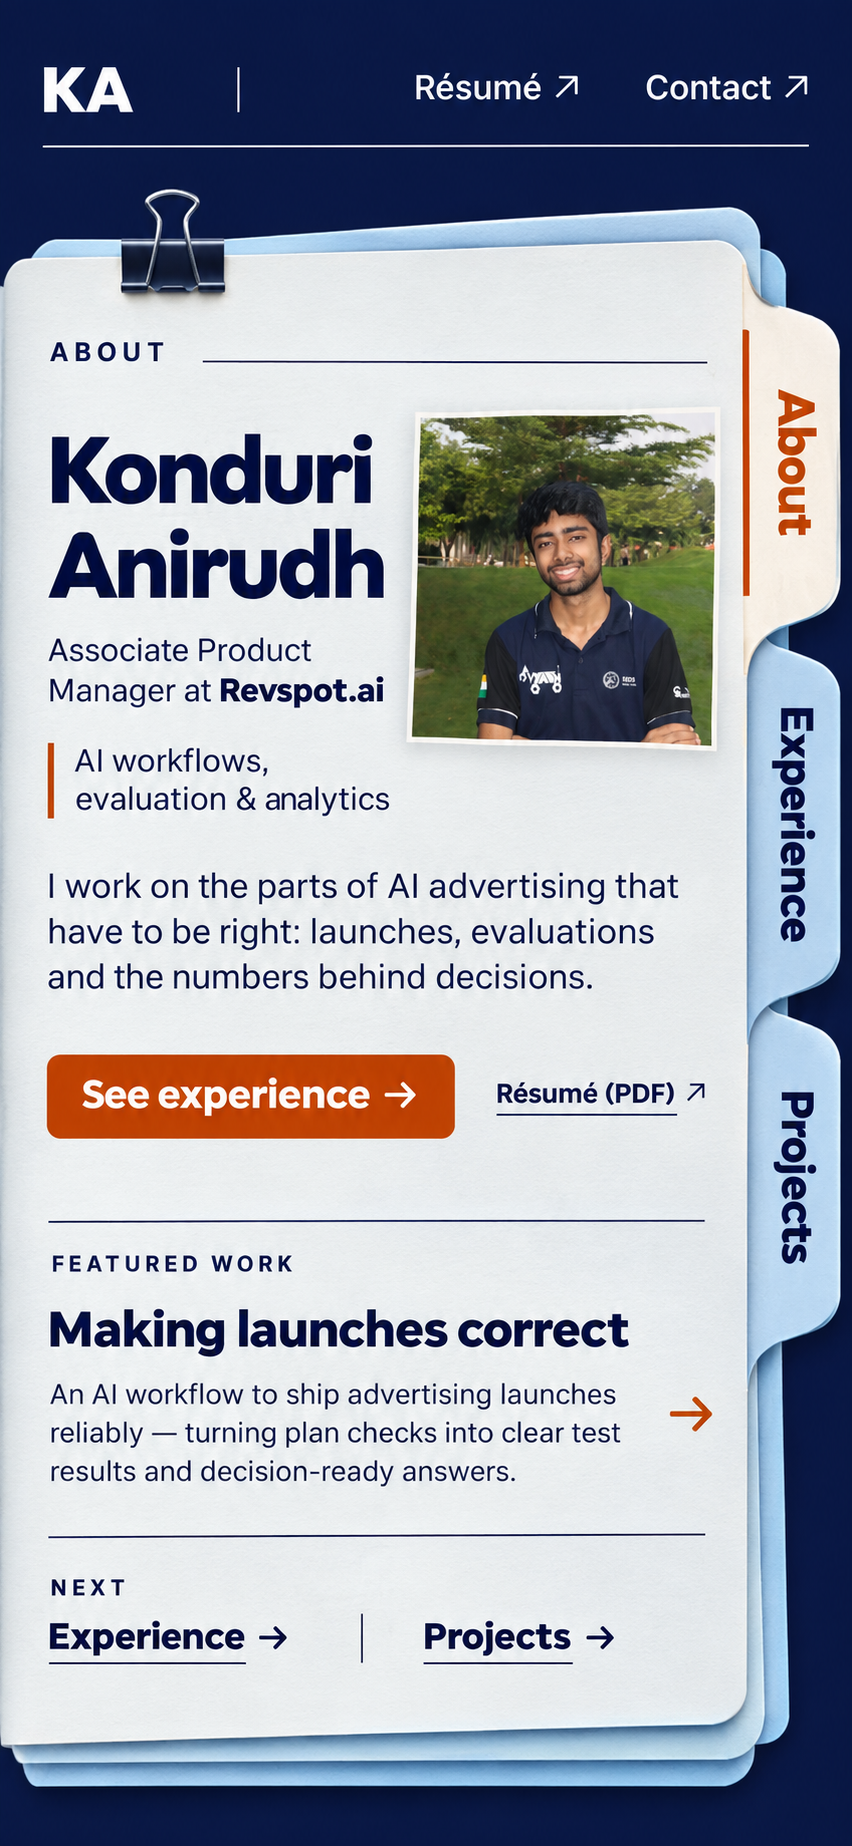 KA
Résumé ↗
Contact ↗
ABOUT
Konduri
Anirudh
Associate Product
Manager at Revspot.ai
AI workflows,
evaluation & analytics
SEDS
I work on the parts of AI advertising that
have to be right: launches, evaluations
and the numbers behind decisions.
See experience →
Résumé (PDF) ↗
FEATURED WORK
Making launches correct
An AI workflow to ship advertising launches
reliably — turning plan checks into clear test
results and decision-ready answers.
→
NEXT
Experience →
Projects →
About
Experience
Projects